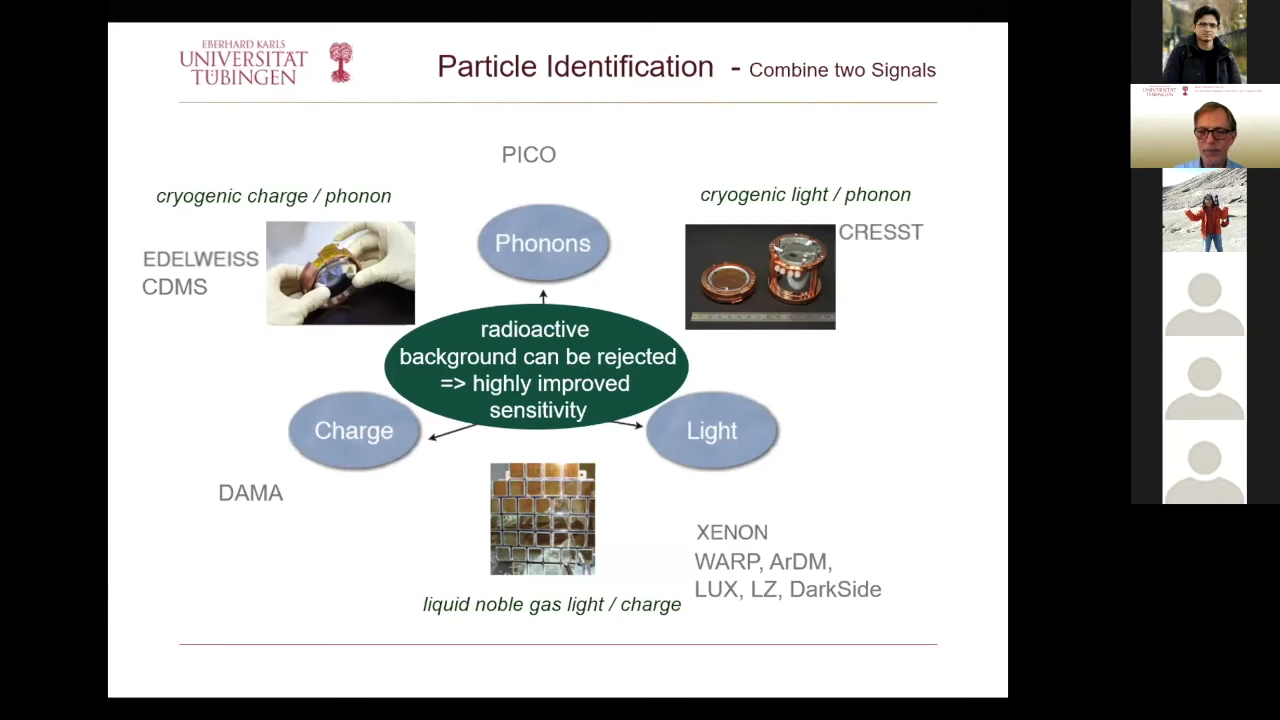 EBERHARD KARLS
UNIVERSITÄT
TÜBINGEN
Particle Identification - Combine two Signals
PICO
cryogenic charge / phonon
cryogenic light / phonon
EDELWEISS
CDMS
Phonons
CRESST
radioactive
background can be rejected
=> highly improved
sensitivity
Charge
Light
DAMA
XENON
WARP, ArDM,
LUX, LZ, DarkSide
liquid noble gas light / charge
UNIVERSITÄT
TÜBINGEN